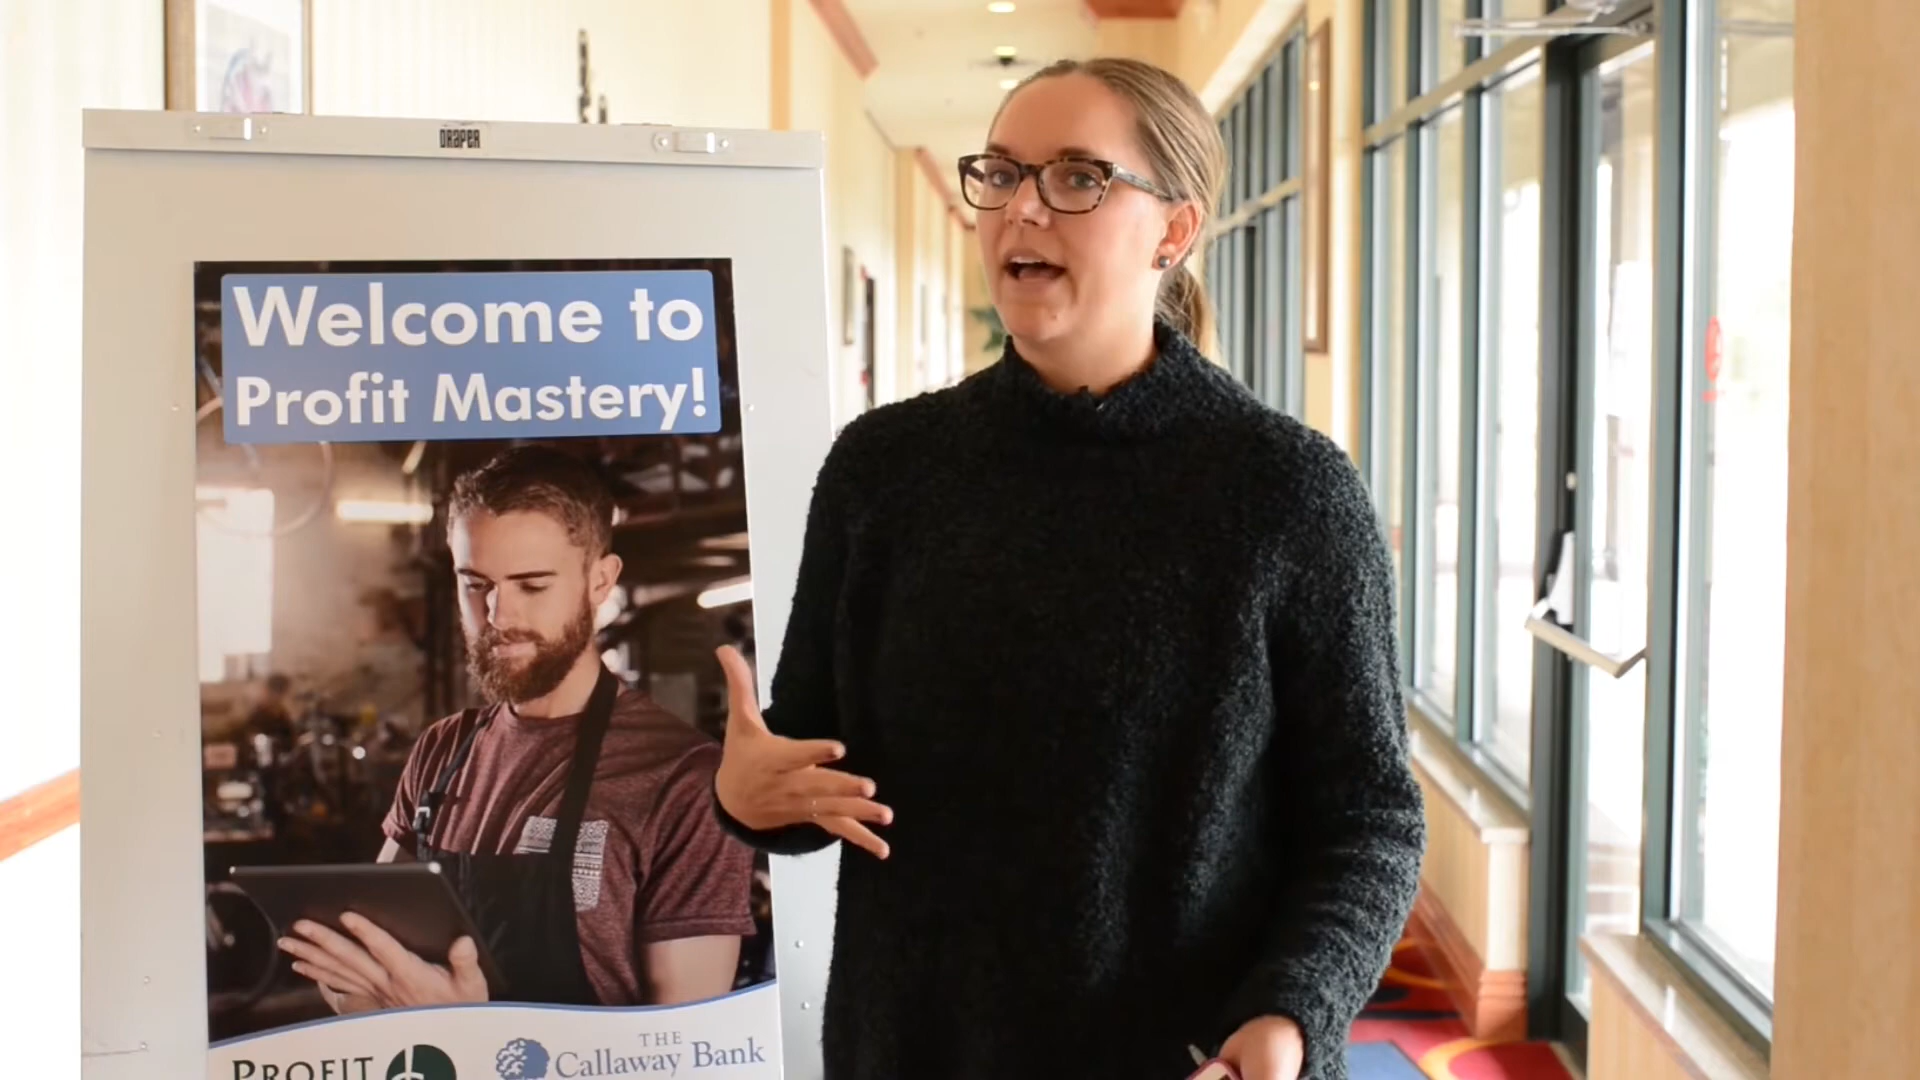 DRAPER
Welcome to
Profit Mastery!
PROFIT
THE
Callaway Bank